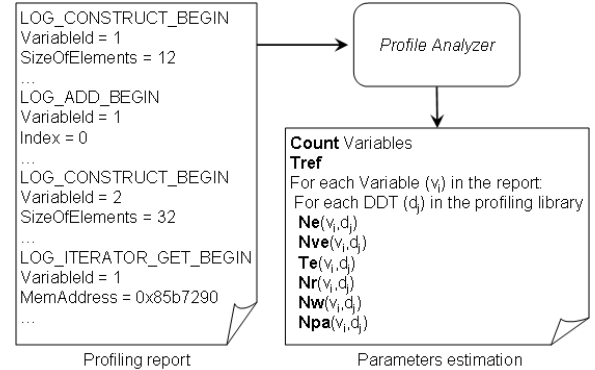 LOG_CONSTRUCT_BEGIN
VariableId = 1
SizeOfElements = 12
...
LOG_ADD_BEGIN
VariableId = 1
Index = 0
...
LOG_CONSTRUCT_BEGIN
VariableId = 2
SizeOfElements = 32
...
LOG_ITERATOR_GET_BEGIN
VariableId = 1
MemAddress = 0x85b7290
...
Profiling report
Profile Analyzer
Count Variables
Tref
For each Variable (vi) in the report:
For each DDT (dj) in the profiling library
Ne(vi,dj)
Nve(vi,dj)
Te(vi,dj)
Nr(vi,dj)
Nw(vi,dj)
Npa(vi,dj)
Parameters estimation